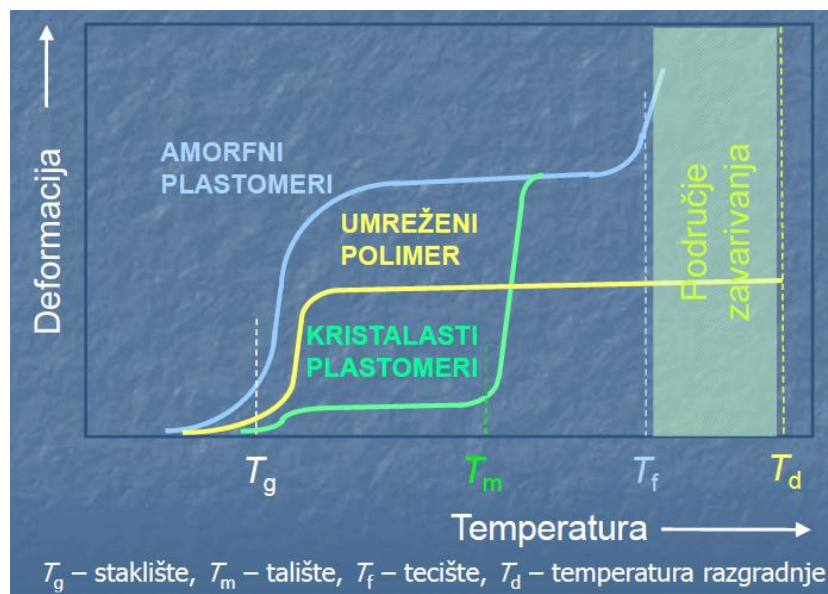 Deformacija
AMORFNI
PLASTOMERI
UMREŽENI
POLIMER
KRISTALASTI
PLASTOMERI
Područje
zavarivanja
Tg
Tm
Tf
Td
Temperatura
Tg – staklište, Tm – talište, Tf – tecište, Td – temperatura razgradnje